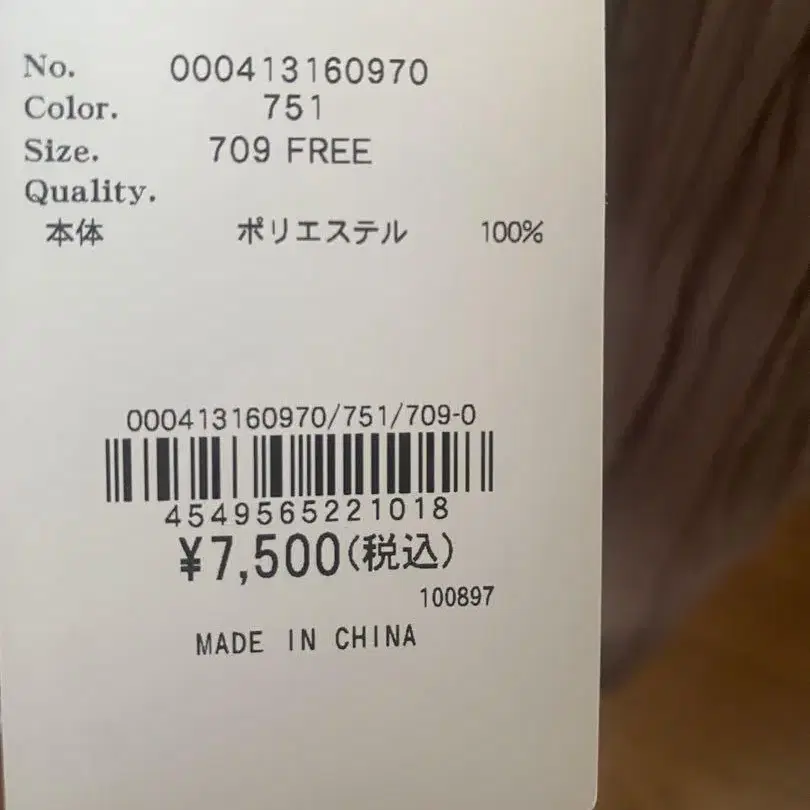 No. 000413160970
Color. 751
Size. 709 FREE
Quality.
本体 ポリエステル 100%
000413160970/751/709-0
4549565221018
¥7,500(税込)
100897
MADE IN CHINA